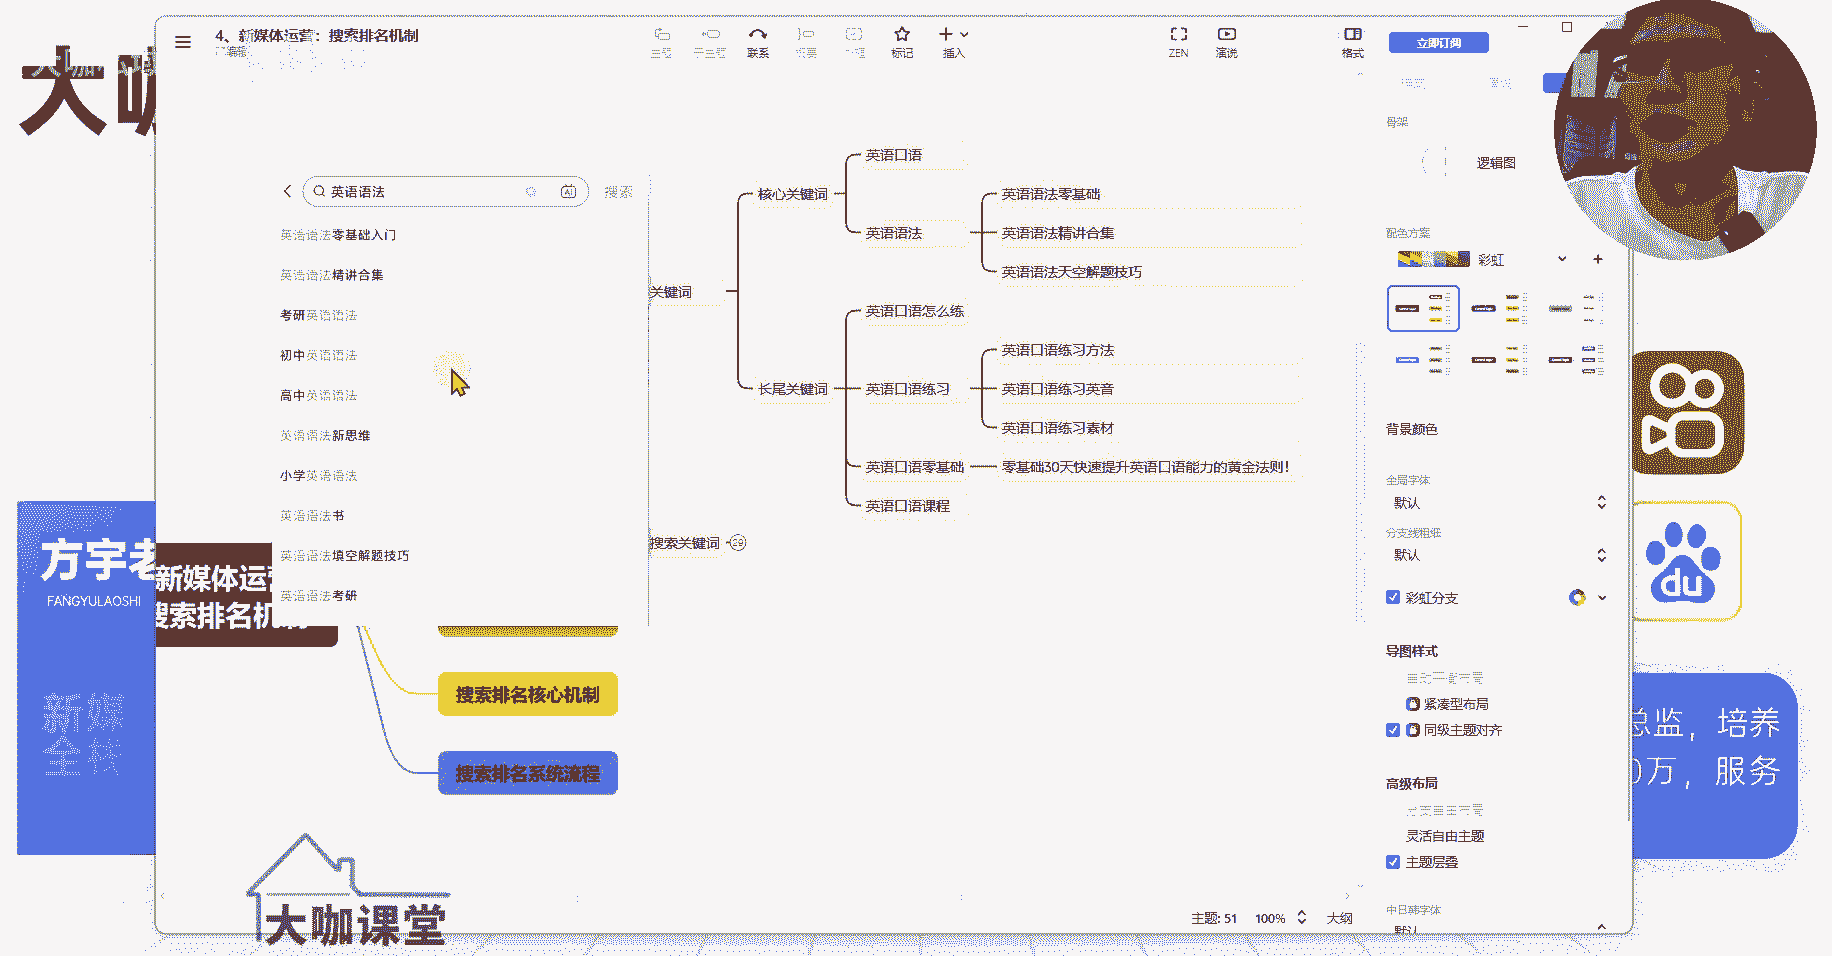 大咖
4、新媒体运营：搜索排名机制
已编辑
联系
标记
插入
ZEN
演说
格式
立即订阅
骨架
逻辑图
配色方案
彩虹
背景颜色
全局字体
默认
分支线粗细
默认
彩虹分支
导图样式
紧凑型布局
同级主题对齐
高级布局
灵活自由主题
主题层叠
中日韩字体
默认
英语语法
搜索
英语语法零基础入门
英语语法精讲合集
考研英语语法
初中英语语法
高中英语语法
英语语法新思维
小学英语语法
英语语法书
英语语法填空解题技巧
英语语法考研
关键词
核心关键词
英语口语
英语语法
英语语法零基础
英语语法精讲合集
英语语法天空解题技巧
长尾关键词
英语口语怎么练
英语口语练习
英语口语练习方法
英语口语练习英音
英语口语练习素材
英语口语零基础
零基础30天快速提升英语口语能力的黄金法则！
英语口语课程
搜索关键词
29
新媒体运营
搜索排名机制
搜索排名核心机制
搜索排名系统流程
方宇老
FANGYULAOSHI
新媒
全栈
du
总监，培养
0万，服务
大咖课堂
主题: 51
100%
大纲